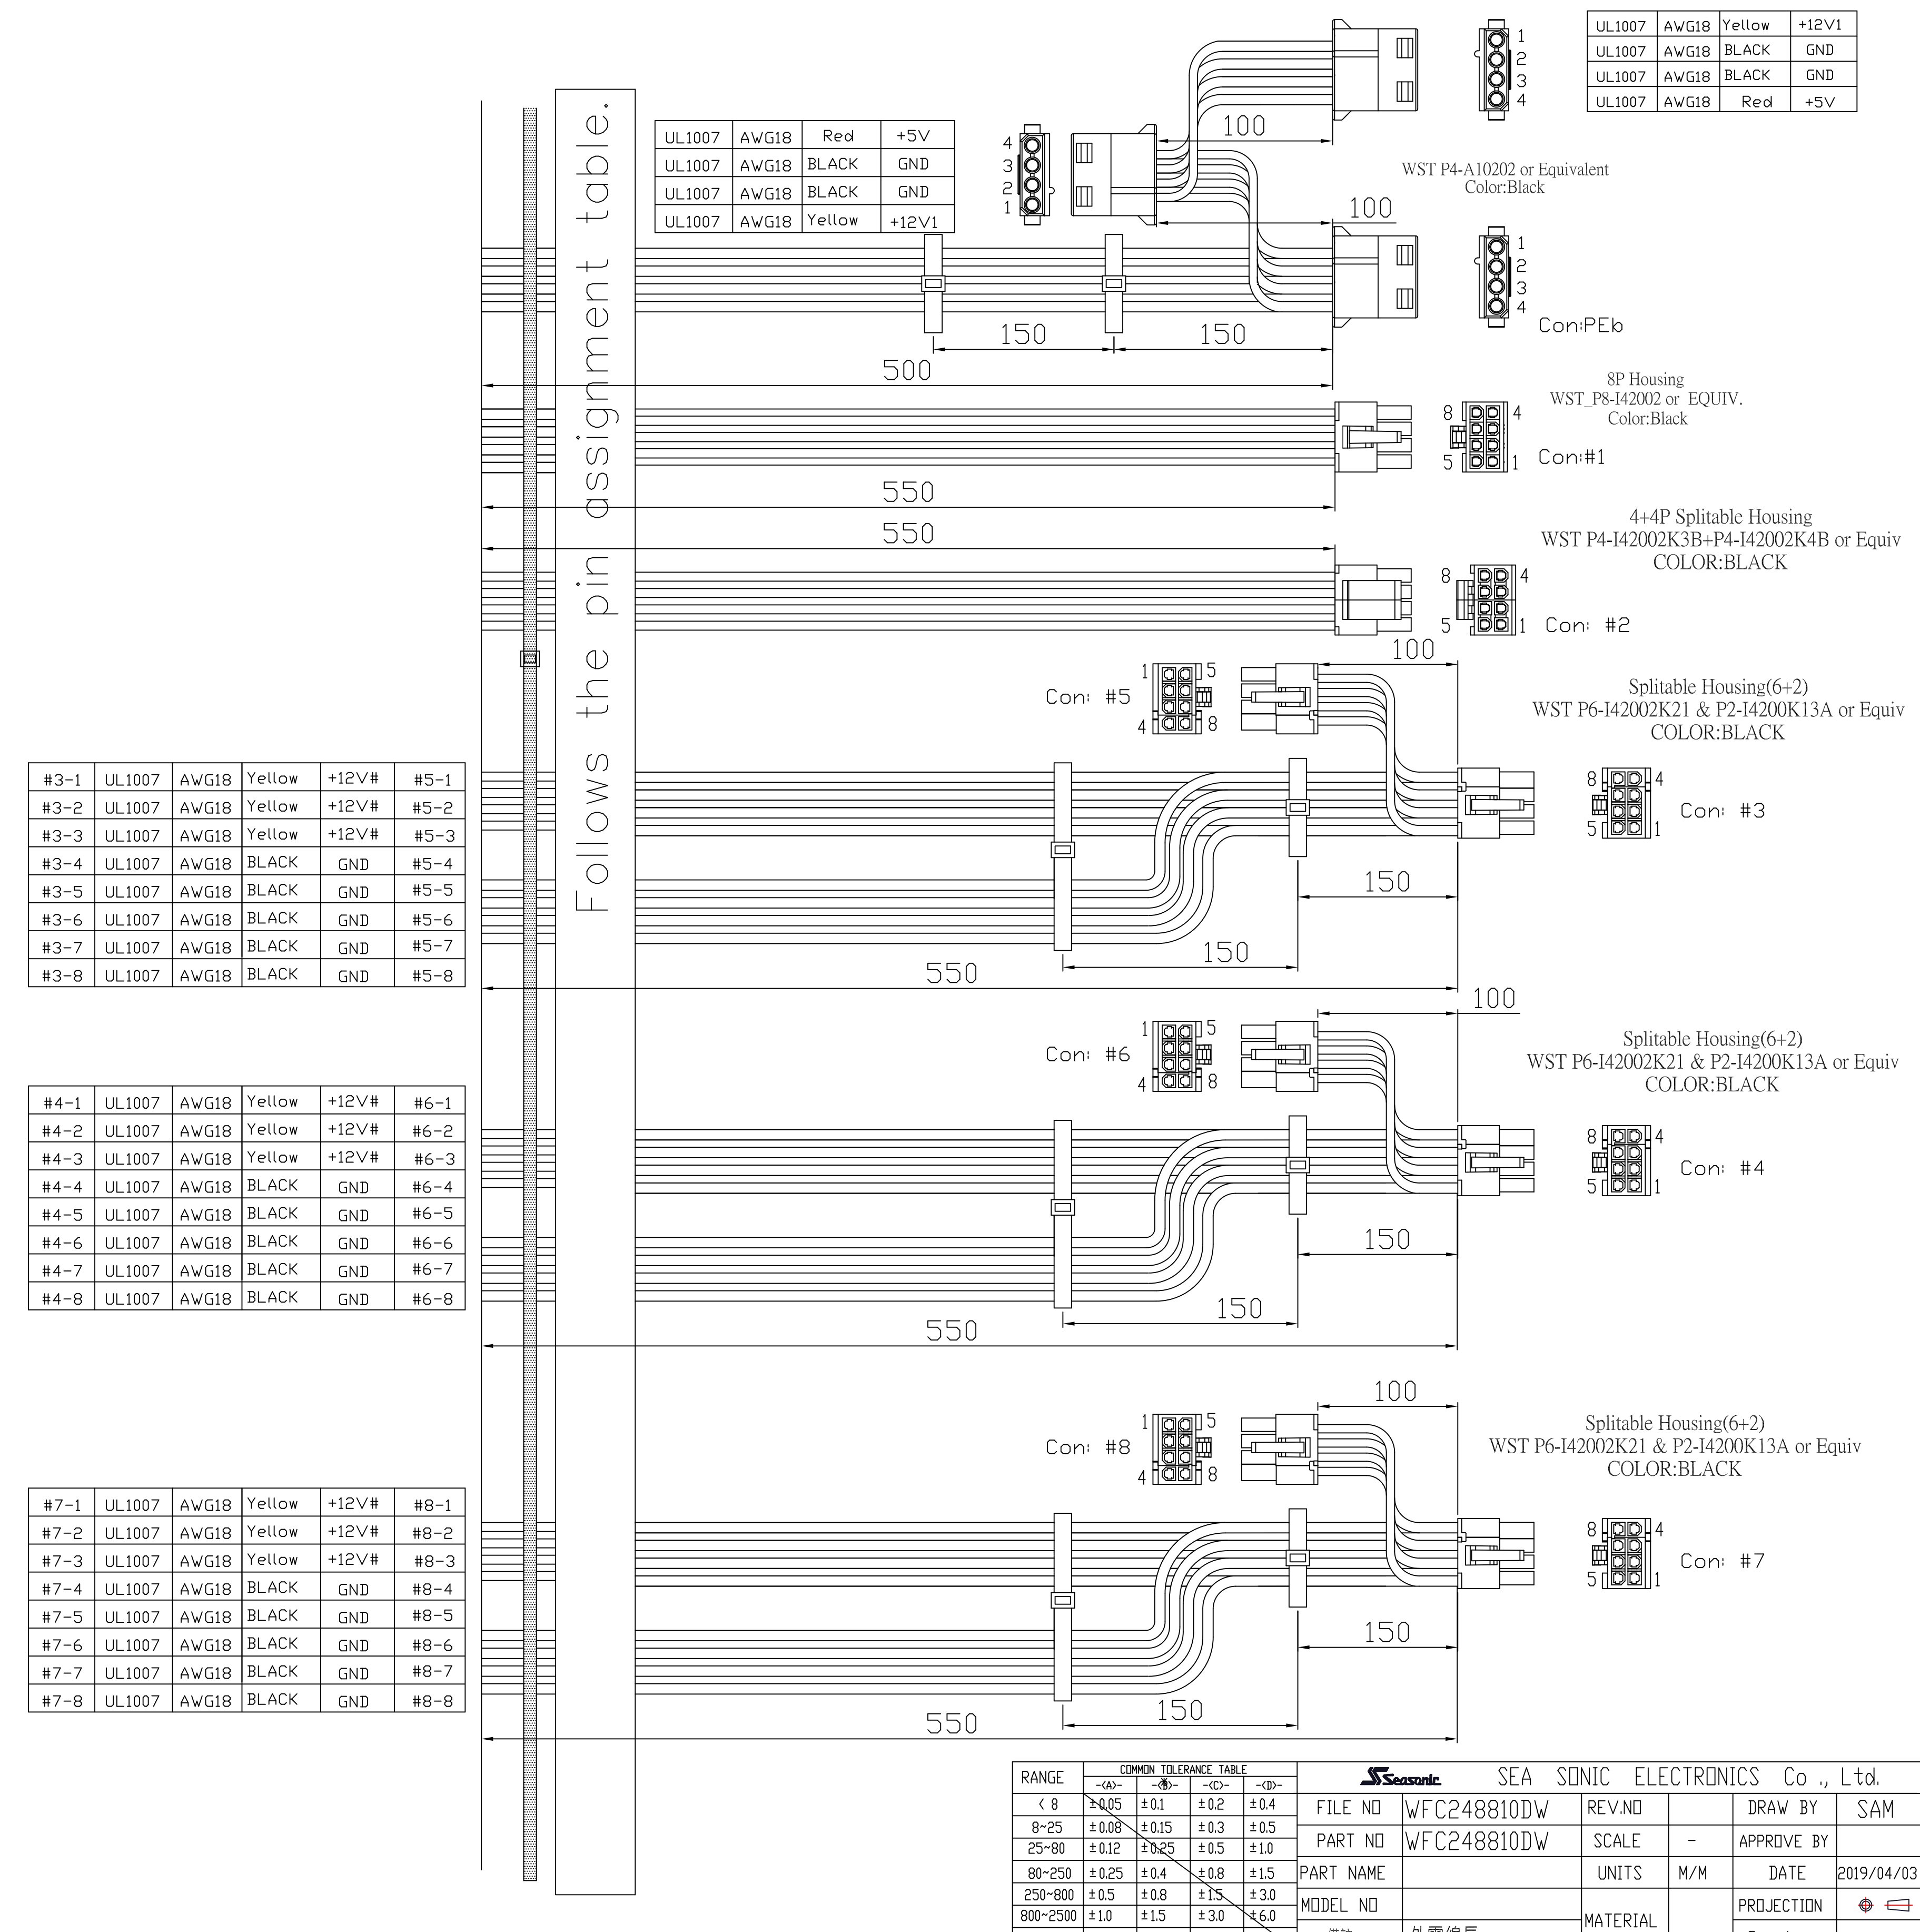 UL1007 AWG18 Yellow +12V1
UL1007 AWG18 BLACK GND
UL1007 AWG18 BLACK GND
UL1007 AWG18 Red +5V
1
2
3
4
100
WST P4-A10202 or Equivalent
Color:Black
UL1007 AWG18 Red +5V
UL1007 AWG18 BLACK GND
UL1007 AWG18 BLACK GND
UL1007 AWG18 Yellow +12V1
4
3
2
1
100
1
2
3
4
Con:PEb
150
150
500
Follows the pin assignment table.
8P Housing
WST_P8-I42002 or EQUIV.
Color:Black
8 4
5 1
Con:#1
550
550
4+4P Splitable Housing
WST P4-I42002K3B+P4-I42002K4B or Equiv
COLOR:BLACK
8 4
5 1
Con: #2
100
Con: #5
1 5
4 8
Splitable Housing(6+2)
WST P6-I42002K21 & P2-I4200K13A or Equiv
COLOR:BLACK
#3-1 UL1007 AWG18 Yellow +12V# #5-1
#3-2 UL1007 AWG18 Yellow +12V# #5-2
#3-3 UL1007 AWG18 Yellow +12V# #5-3
#3-4 UL1007 AWG18 BLACK GND #5-4
#3-5 UL1007 AWG18 BLACK GND #5-5
#3-6 UL1007 AWG18 BLACK GND #5-6
#3-7 UL1007 AWG18 BLACK GND #5-7
#3-8 UL1007 AWG18 BLACK GND #5-8
8 4
5 1
Con: #3
150
150
550
100
Con: #6
1 5
4 8
Splitable Housing(6+2)
WST P6-I42002K21 & P2-I4200K13A or Equiv
COLOR:BLACK
#4-1 UL1007 AWG18 Yellow +12V# #6-1
#4-2 UL1007 AWG18 Yellow +12V# #6-2
#4-3 UL1007 AWG18 Yellow +12V# #6-3
#4-4 UL1007 AWG18 BLACK GND #6-4
#4-5 UL1007 AWG18 BLACK GND #6-5
#4-6 UL1007 AWG18 BLACK GND #6-6
#4-7 UL1007 AWG18 BLACK GND #6-7
#4-8 UL1007 AWG18 BLACK GND #6-8
8 4
5 1
Con: #4
150
150
550
100
Con: #8
1 5
4 8
Splitable Housing(6+2)
WST P6-I42002K21 & P2-I4200K13A or Equiv
COLOR:BLACK
#7-1 UL1007 AWG18 Yellow +12V# #8-1
#7-2 UL1007 AWG18 Yellow +12V# #8-2
#7-3 UL1007 AWG18 Yellow +12V# #8-3
#7-4 UL1007 AWG18 BLACK GND #8-4
#7-5 UL1007 AWG18 BLACK GND #8-5
#7-6 UL1007 AWG18 BLACK GND #8-6
#7-7 UL1007 AWG18 BLACK GND #8-7
#7-8 UL1007 AWG18 BLACK GND #8-8
8 4
5 1
Con: #7
150
150
550
RANGE COMMON TOLERANCE TABLE
-<A>- -<B>- -<C>- -<D>-
< 8 ±0.05 ±0.1 ±0.2 ±0.4
8~25 ±0.08 ±0.15 ±0.3 ±0.5
25~80 ±0.12 ±0.25 ±0.5 ±1.0
80~250 ±0.25 ±0.4 ±0.8 ±1.5
250~800 ±0.5 ±0.8 ±1.5 ±3.0
800~2500 ±1.0 ±1.5 ±3.0 ±6.0
Seasonic SEA SONIC ELECTRONICS Co ., Ltd.
FILE NO WFC248810DW REV.NO DRAW BY SAM
PART NO WFC248810DW SCALE - APPROVE BY
PART NAME UNITS M/M DATE 2019/04/03
MODEL NO MATERIAL PROJECTION